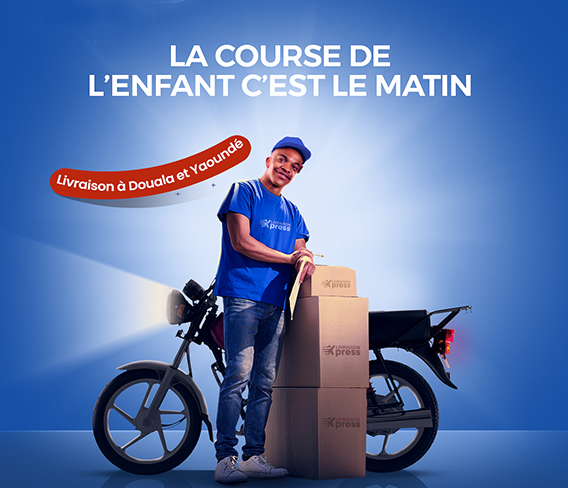 LA COURSE DE
L'ENFANT C'EST LE MATIN
Livraison à Douala et Yaoundé
LIVRAISON
Xpress
LIVRAISON
Xpress
LIVRAISON
Xpress
LIVRAISON
Xpress